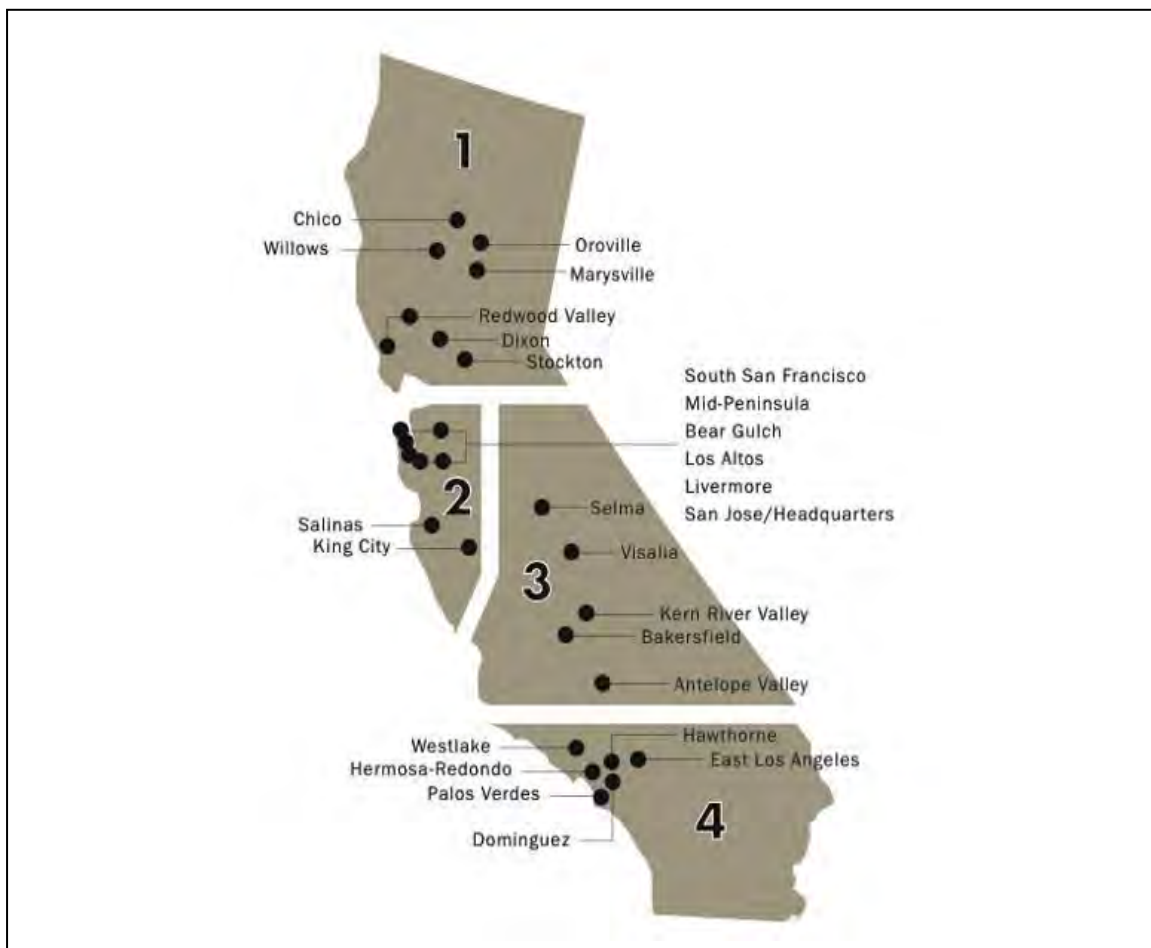 1
Chico
Willows
Oroville
Marysville
Redwood Valley
Dixon
Stockton
South San Francisco
Mid-Peninsula
Bear Gulch
Los Altos
Livermore
San Jose/Headquarters
2
Salinas
King City
3
Selma
Visalia
Kern River Valley
Bakersfield
Antelope Valley
Westlake
Hermosa-Redondo
Palos Verdes
Dominguez
Hawthorne
East Los Angeles
4